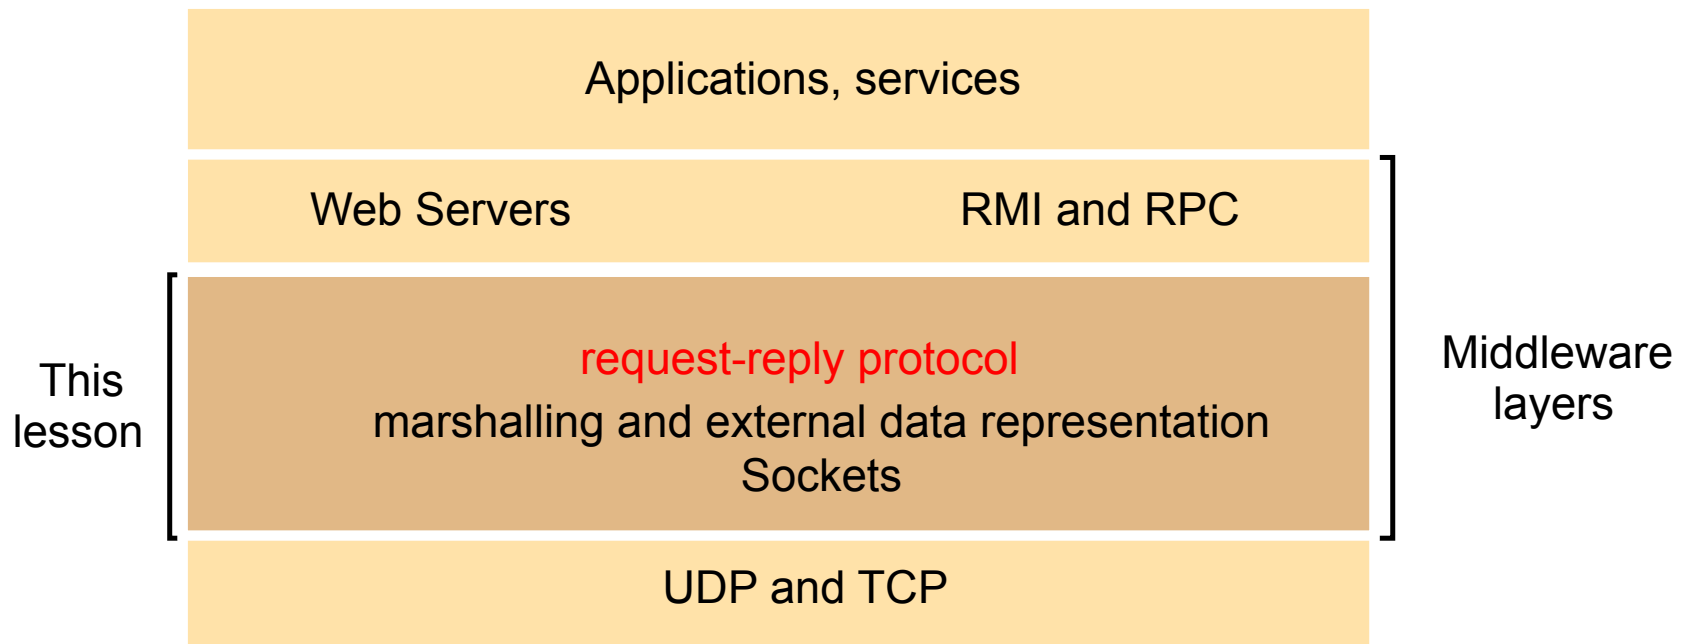 Applications, services
Web Servers
RMI and RPC
This
lesson
request-reply protocol
marshalling and external data representation
Sockets
Middleware
layers
UDP and TCP